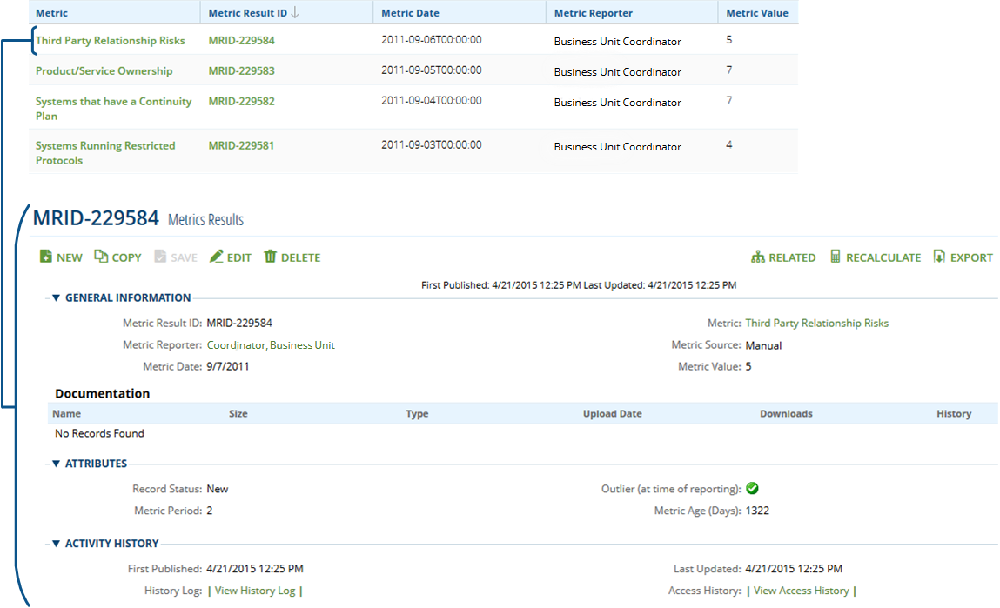 Metric Metric Result ID Metric Date Metric Reporter Metric Value
Third Party Relationship Risks MRID-229584 2011-09-06T00:00:00 Business Unit Coordinator 5
Product/Service Ownership MRID-229583 2011-09-05T00:00:00 Business Unit Coordinator 7
Systems that have a Continuity MRID-229582 2011-09-04T00:00:00 Business Unit Coordinator 7
Plan
Systems Running Restricted MRID-229581 2011-09-03T00:00:00 Business Unit Coordinator 4
Protocols
MRID-229584 Metrics Results
NEW COPY SAVE EDIT DELETE RELATED RECALCULATE EXPORT
First Published: 4/21/2015 12:25 PM Last Updated: 4/21/2015 12:25 PM
GENERAL INFORMATION
Metric Result ID: MRID-229584 Metric: Third Party Relationship Risks
Metric Reporter: Coordinator, Business Unit Metric Source: Manual
Metric Date: 9/7/2011 Metric Value: 5
Documentation
Name Size Type Upload Date Downloads History
No Records Found
ATTRIBUTES
Record Status: New Outlier (at time of reporting):
Metric Period: 2 Metric Age (Days): 1322
ACTIVITY HISTORY
First Published: 4/21/2015 12:25 PM Last Updated: 4/21/2015 12:25 PM
History Log: | View History Log | Access History: | View Access History |